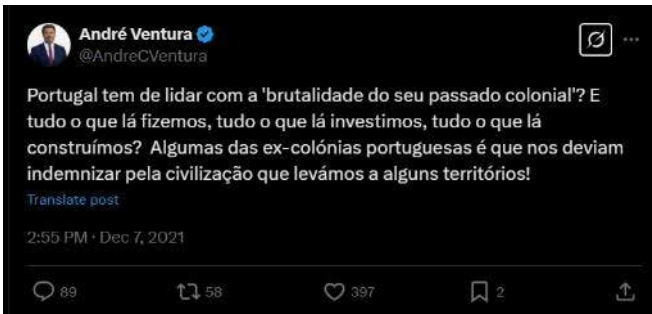 André Ventura
@AndreCVentura
Portugal tem de lidar com a 'brutalidade do seu passado colonial'? E
tudo o que lá fizemos, tudo o que lá investimos, tudo o que lá
construímos? Algumas das ex-colónias portuguesas é que nos deviam
indemnizar pela civilização que levámos a alguns territórios!
Translate post
2:55 PM · Dec 7, 2021
89 58 397 2